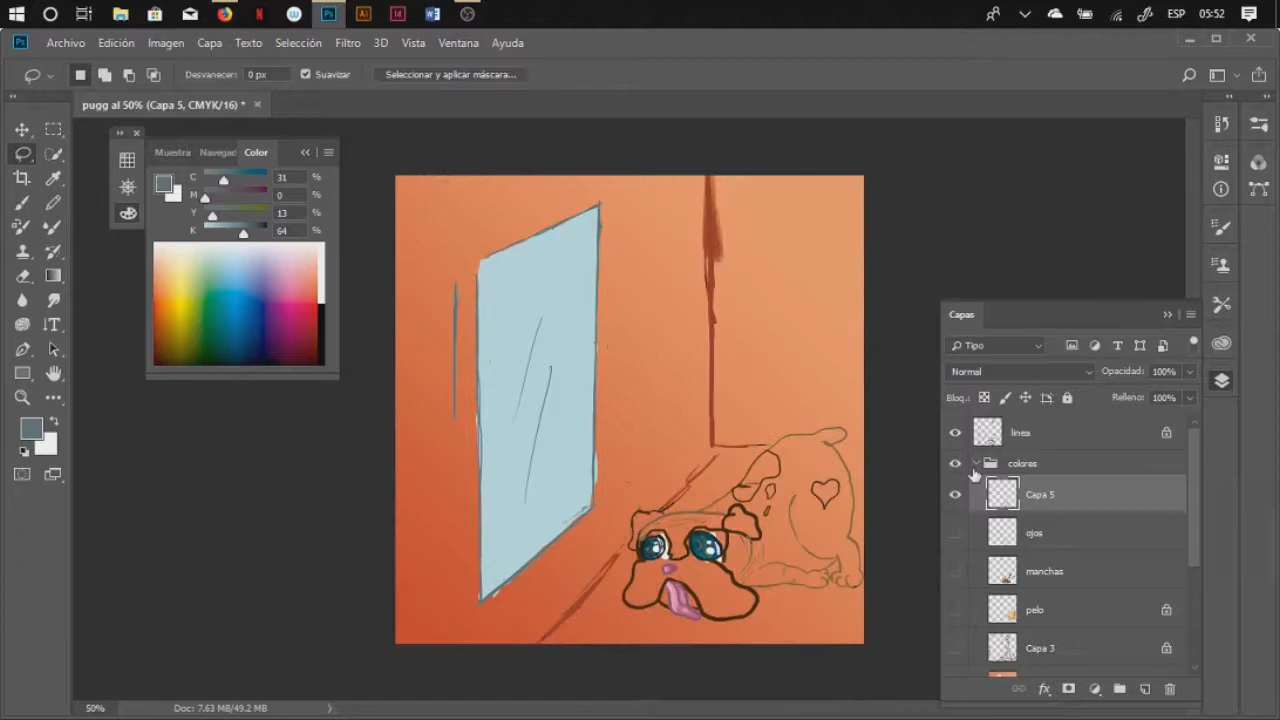 ESP 05:52
Ps
Archivo Edición Imagen Capa Texto Selección Filtro 3D Vista Ventana Ayuda
Desvanecer: 0 px Suavizar Seleccionar y aplicar máscara...
pugg al 50% (Capa 5, CMYK/16) *
Muestra Navegad Color
C 31 %
M 0 %
Y 13 %
K 64 %
Capas
Tipo
Normal Opacidad: 100%
Bloq.: Relleno: 100%
linea
colores
Capa 5
ojos
manchas
pelo
Capa 3
50% Doc: 7.63 MB/49.2 MB